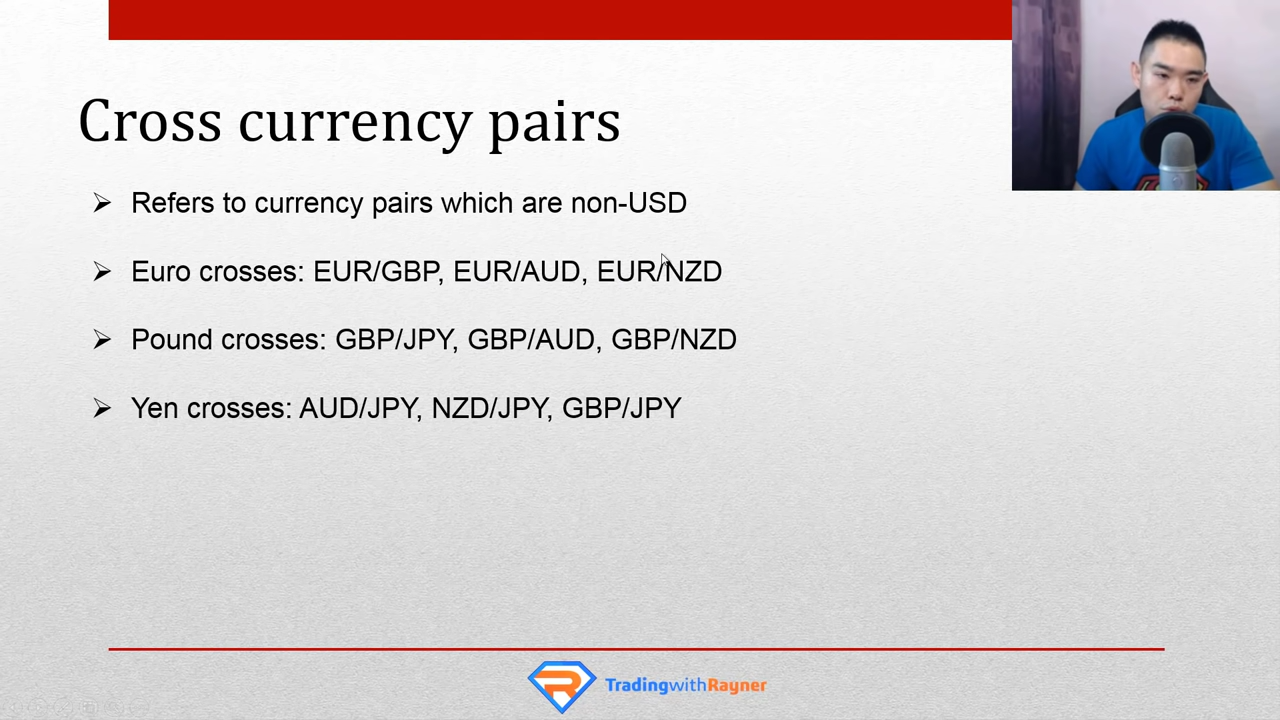 Cross currency pairs
Refers to currency pairs which are non-USD
Euro crosses: EUR/GBP, EUR/AUD, EUR/NZD
Pound crosses: GBP/JPY, GBP/AUD, GBP/NZD
Yen crosses: AUD/JPY, NZD/JPY, GBP/JPY
TradingwithRayner